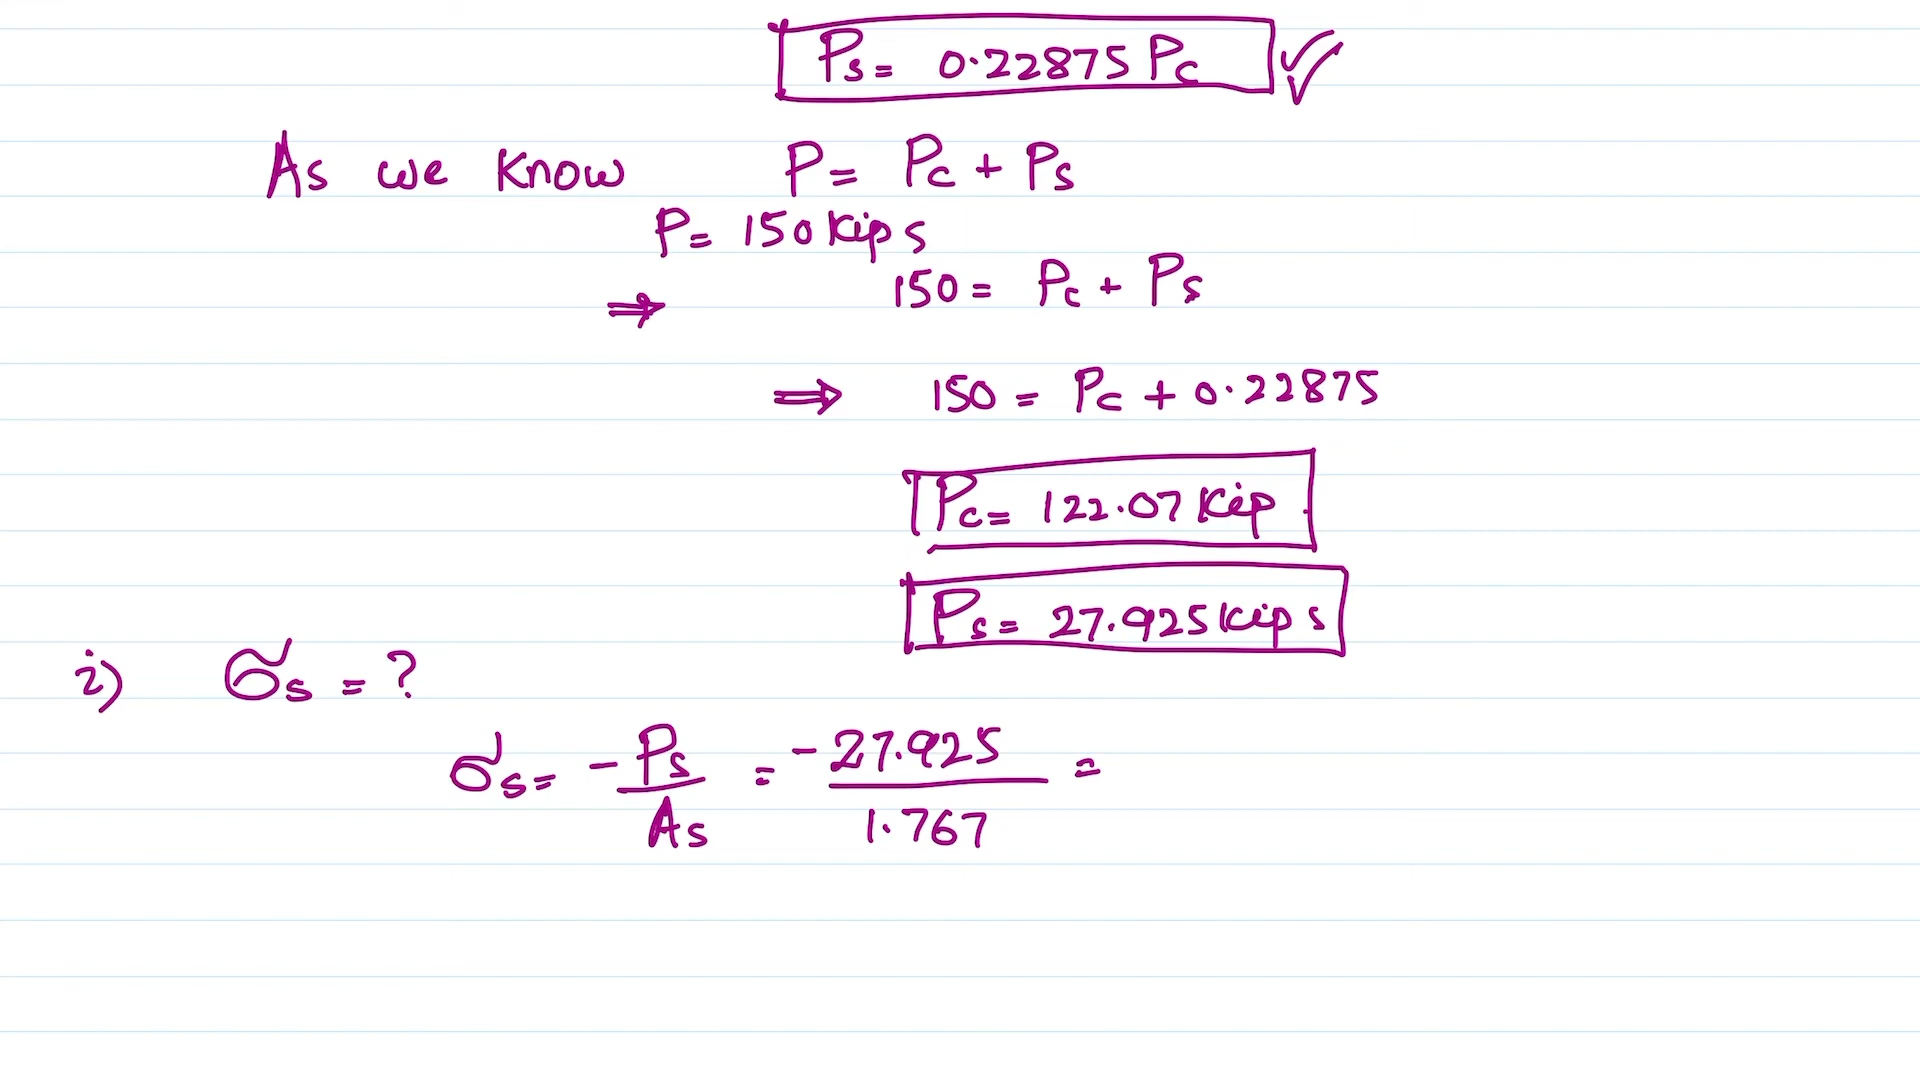 Ps = 0.22875 Pc
As we know P = Pc + Ps
P = 150 Kips
⇒ 150 = Pc + Ps
⇒ 150 = Pc + 0.22875
Pc = 122.07 Kip
Ps = 27.925 Kips
i) σs = ?
σs = -Ps/As = -27.925/1.767 =